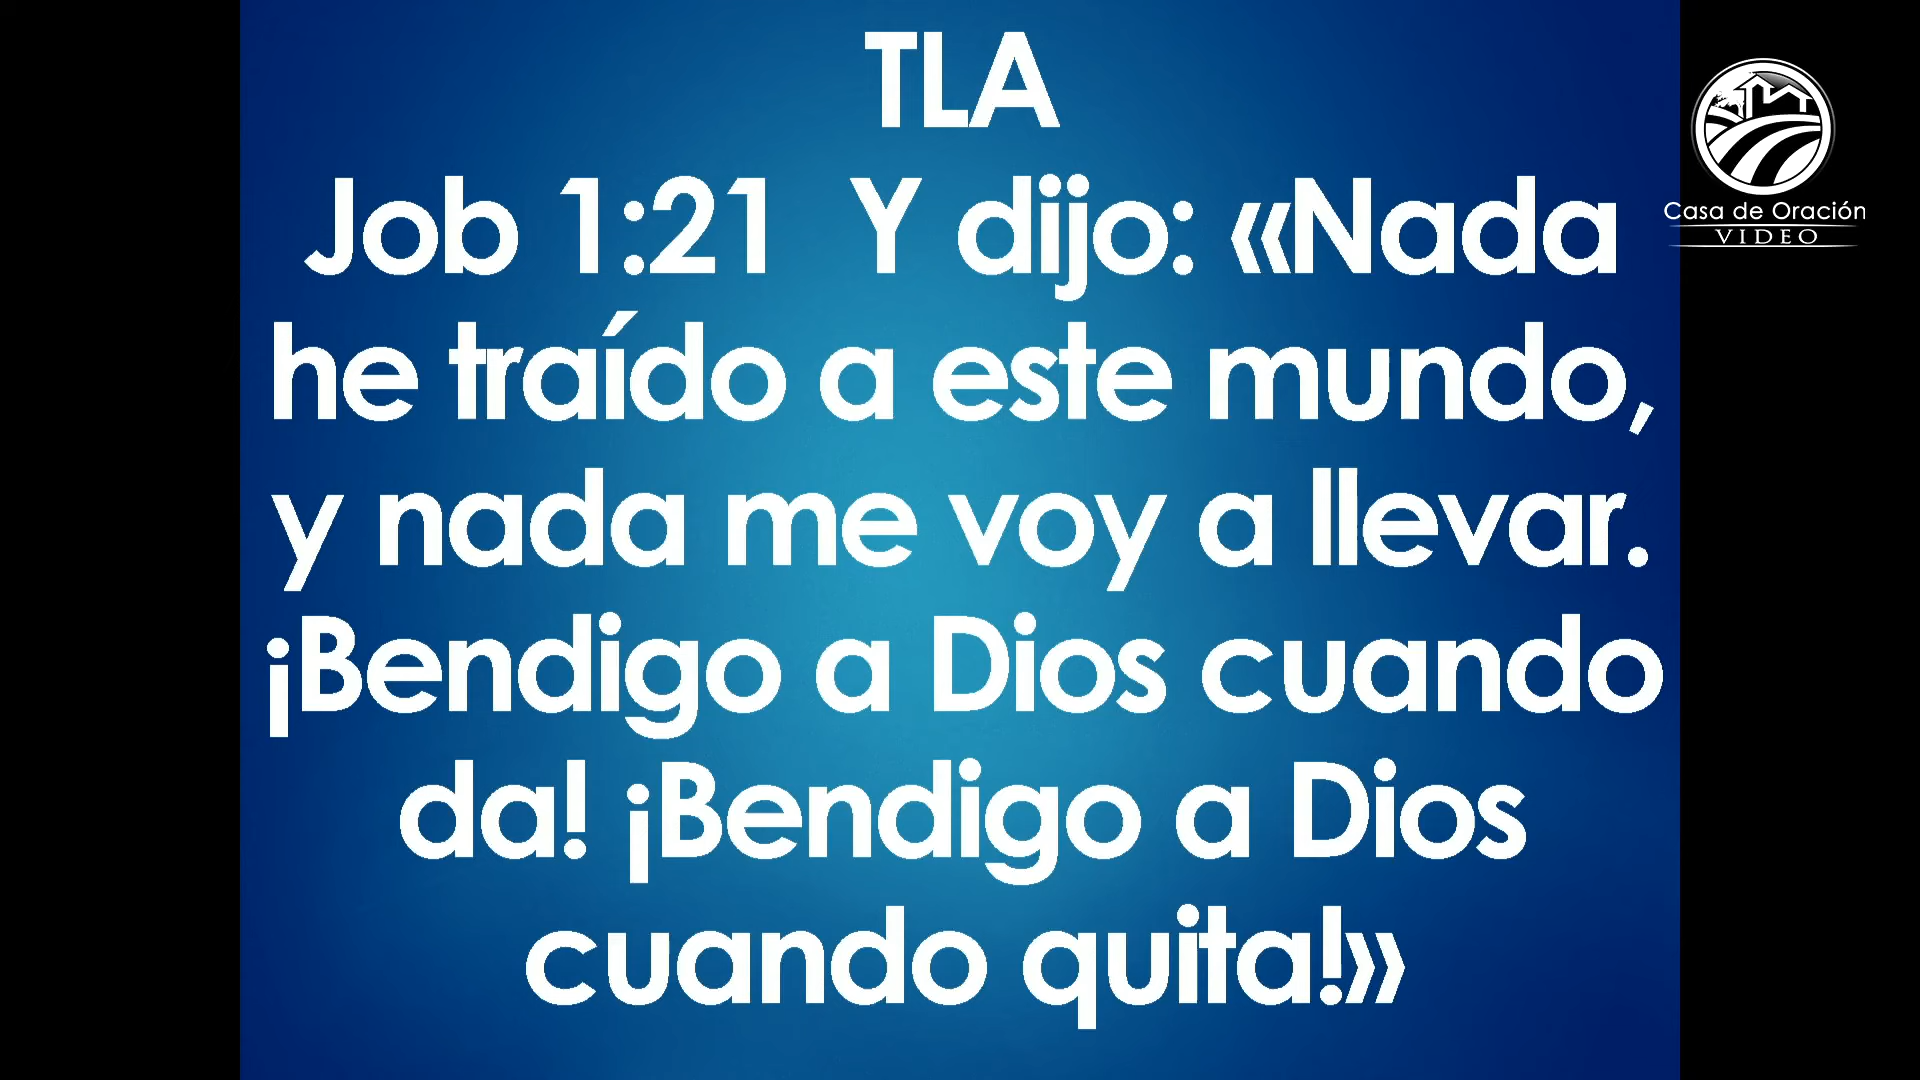 TLA
Job 1:21  Y dijo: «Nada
he traído a este mundo,
y nada me voy a llevar.
¡Bendigo a Dios cuando
da! ¡Bendigo a Dios
cuando quita!»
Casa de Oración
VIDEO